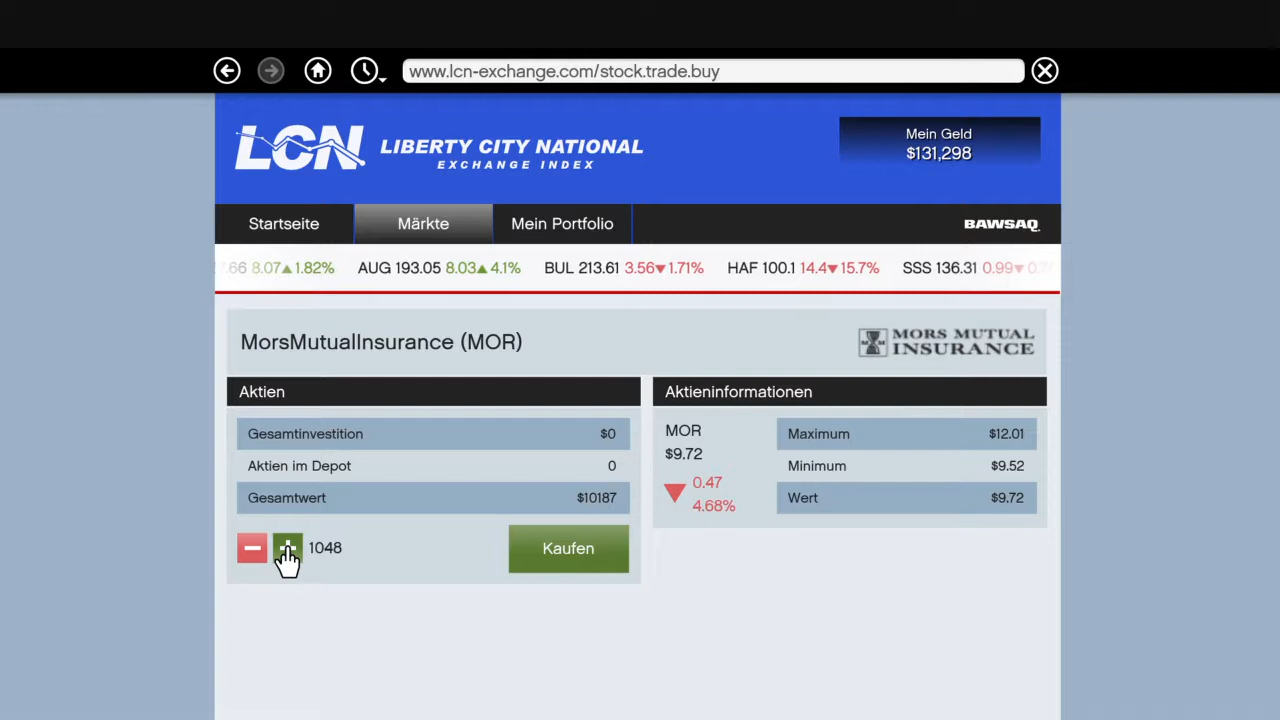 www.lcn-exchange.com/stock.trade.buy
LCN LIBERTY CITY NATIONAL
EXCHANGE INDEX
Mein Geld
$131,298
Startseite Märkte Mein Portfolio BAWSAQ
.66 8.07▲1.82% AUG 193.05 8.03▲4.1% BUL 213.61 3.56▼1.71% HAF 100.1 14.4▼15.7% SSS 136.31 0.99▼
MorsMutualInsurance (MOR)
MORS MUTUAL
INSURANCE
Aktien
Gesamtinvestition $0
Aktien im Depot 0
Gesamtwert $10187
1048 Kaufen
Aktieninformationen
MOR
$9.72
0.47
4.68%
Maximum $12.01
Minimum $9.52
Wert $9.72